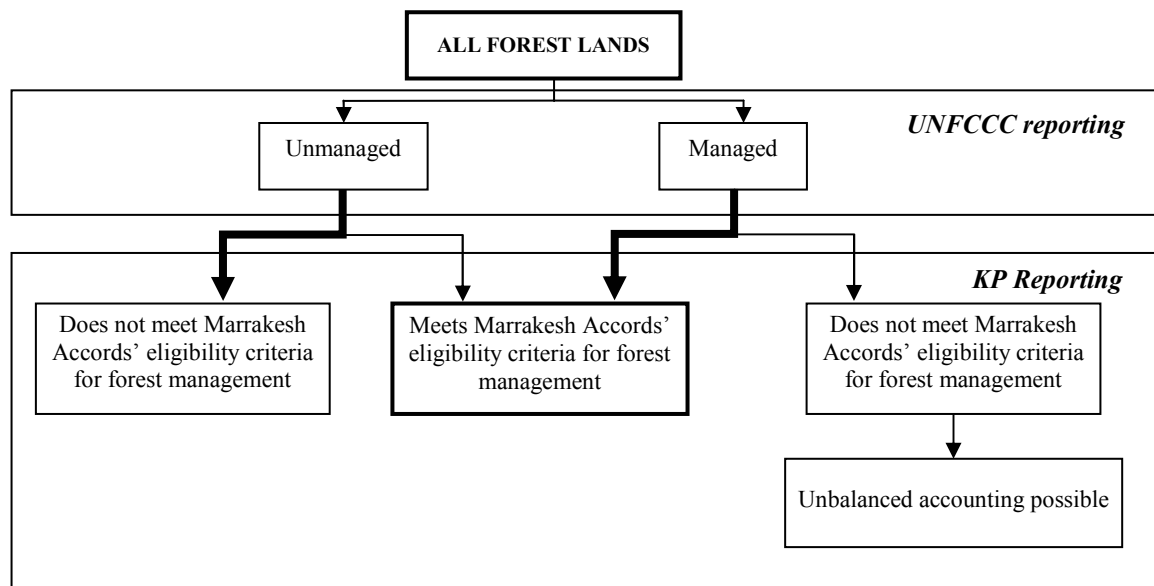 ALL FOREST LANDS
UNFCCC reporting
Unmanaged
Managed
KP Reporting
Does not meet Marrakesh
Accords’ eligibility criteria
for forest management
Meets Marrakesh Accords’
eligibility criteria for forest
management
Does not meet Marrakesh
Accords’ eligibility criteria
for forest management
Unbalanced accounting possible